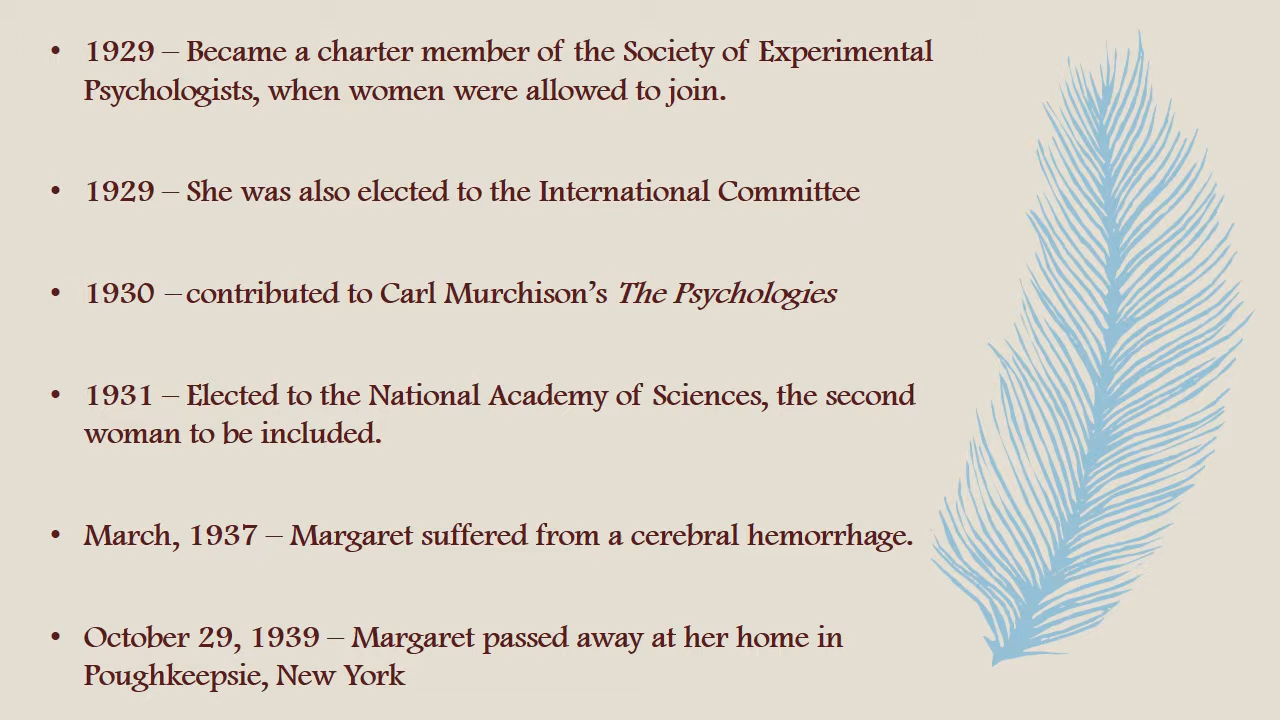 • 1929 – Became a charter member of the Society of Experimental
Psychologists, when women were allowed to join.
• 1929 – She was also elected to the International Committee
• 1930 –contributed to Carl Murchison’s The Psychologies
• 1931 – Elected to the National Academy of Sciences, the second
woman to be included.
• March, 1937 – Margaret suffered from a cerebral hemorrhage.
• October 29, 1939 – Margaret passed away at her home in
Poughkeepsie, New York